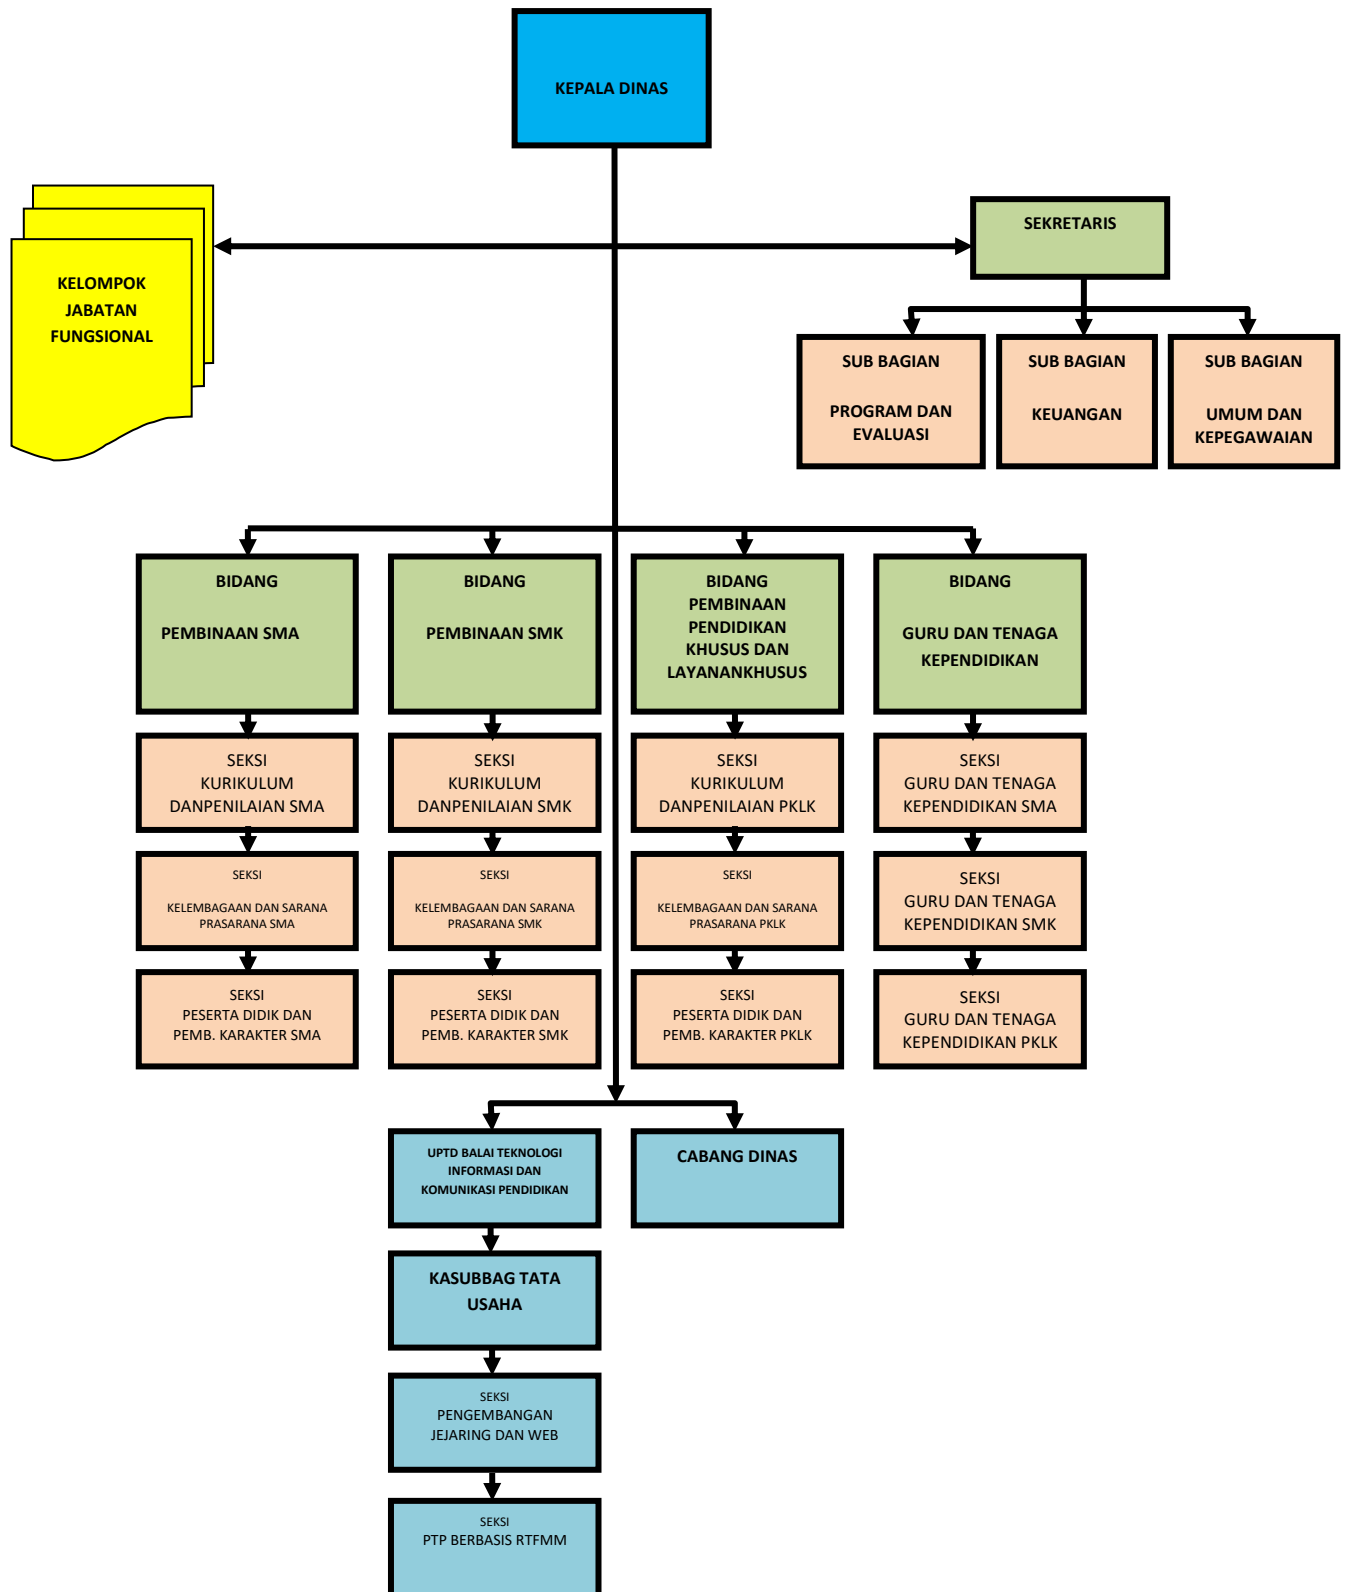 KEPALA DINAS
KELOMPOK
JABATAN
FUNGSIONAL
SEKRETARIS
SUB BAGIAN
PROGRAM DAN
EVALUASI
SUB BAGIAN
KEUANGAN
SUB BAGIAN
UMUM DAN
KEPEGAWAIAN
BIDANG
PEMBINAAN SMA
BIDANG
PEMBINAAN SMK
BIDANG
PEMBINAAN
PENDIDIKAN
KHUSUS DAN
LAYANANKHUSUS
BIDANG
GURU DAN TENAGA
KEPENDIDIKAN
SEKSI
KURIKULUM
DANPENILAIAN SMA
SEKSI
KURIKULUM
DANPENILAIAN SMK
SEKSI
KURIKULUM
DANPENILAIAN PKLK
SEKSI
GURU DAN TENAGA
KEPENDIDIKAN SMA
SEKSI
KELEMBAGAAN DAN SARANA
PRASARANA SMA
SEKSI
KELEMBAGAAN DAN SARANA
PRASARANA SMK
SEKSI
KELEMBAGAAN DAN SARANA
PRASARANA PKLK
SEKSI
GURU DAN TENAGA
KEPENDIDIKAN SMK
SEKSI
PESERTA DIDIK DAN
PEMB. KARAKTER SMA
SEKSI
PESERTA DIDIK DAN
PEMB. KARAKTER SMK
SEKSI
PESERTA DIDIK DAN
PEMB. KARAKTER PKLK
SEKSI
GURU DAN TENAGA
KEPENDIDIKAN PKLK
UPTD BALAI TEKNOLOGI
INFORMASI DAN
KOMUNIKASI PENDIDIKAN
CABANG DINAS
KASUBBAG TATA
USAHA
SEKSI
PENGEMBANGAN
JEJARING DAN WEB
SEKSI
PTP BERBASIS RTFMM